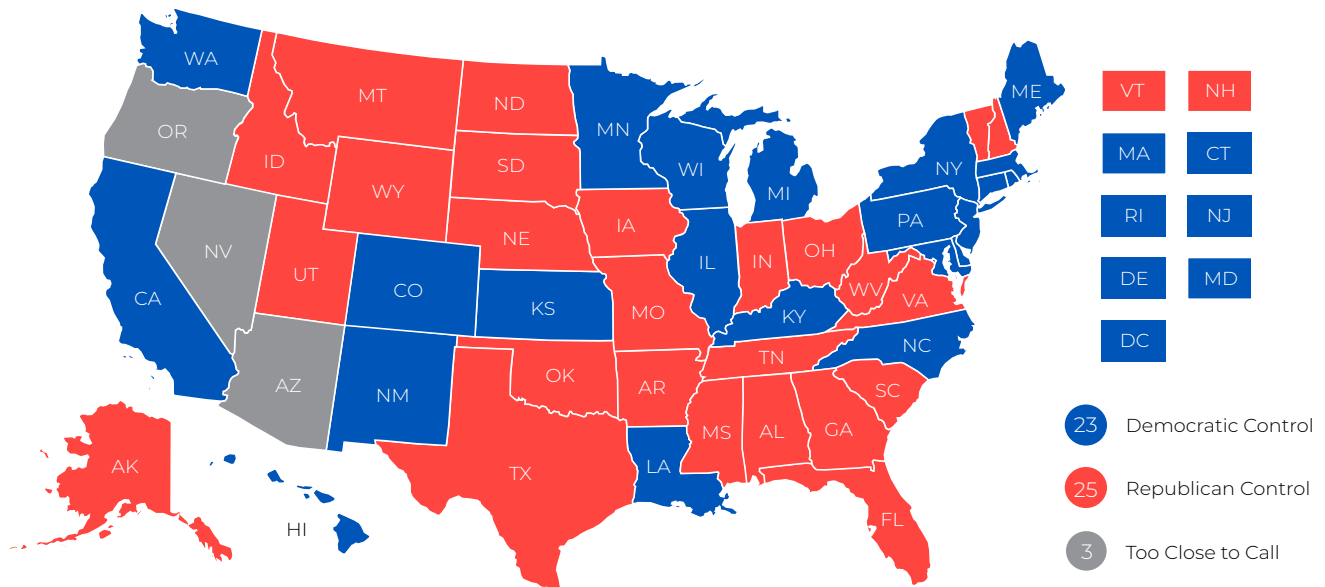 WA
OR
CA
NV
ID
MT
WY
UT
AZ
CO
NM
ND
SD
NE
KS
OK
TX
MN
IA
MO
AR
LA
WI
IL
MI
IN
OH
KY
TN
MS
AL
GA
FL
SC
NC
VA
WV
PA
NY
ME
AK
HI
VT NH
MA CT
RI NJ
DE MD
DC
23 Democratic Control
25 Republican Control
3 Too Close to Call